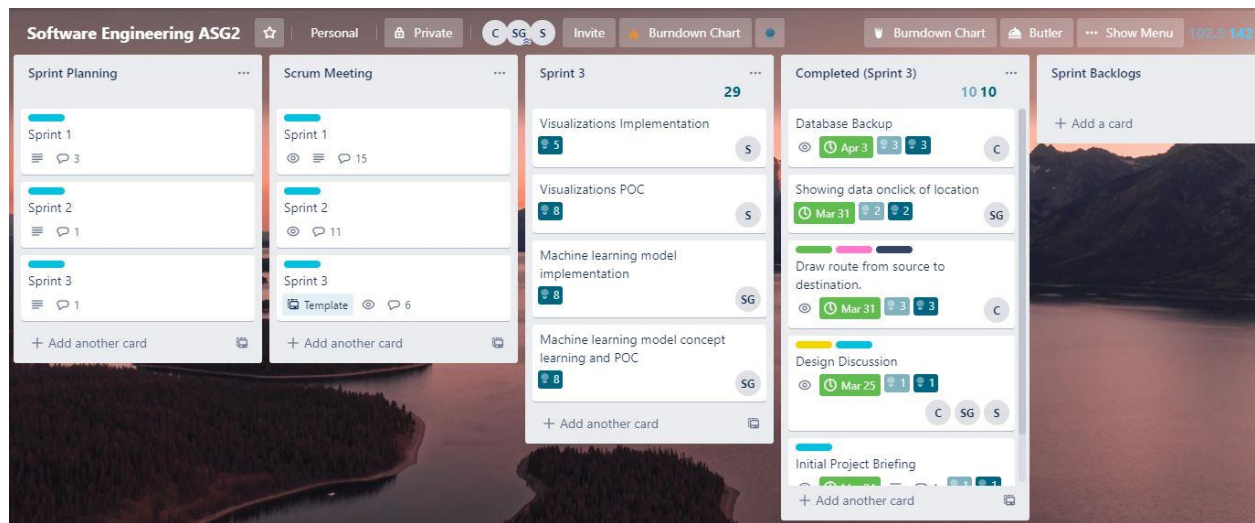 Software Engineering ASG2 Personal Private C SG S Invite Burndown Chart Burndown Chart Butler ... Show Menu 102.5 142
Sprint Planning ...
Sprint 1
3
Sprint 2
1
Sprint 3
1
+ Add another card
Scrum Meeting ...
Sprint 1
15
Sprint 2
11
Sprint 3
Template 6
+ Add another card
Sprint 3 ...
29
Visualizations Implementation
5 S
Visualizations POC
8 S
Machine learning model
implementation
8 SG
Machine learning model concept
learning and POC
8 SG
+ Add another card
Completed (Sprint 3) ...
10 10
Database Backup
Apr 3 3 3 C
Showing data onclick of location
Mar 31 2 2 SG
Draw route from source to
destination.
Mar 31 3 3 C
Design Discussion
Mar 25 1 1
C SG S
Initial Project Briefing
1 1
+ Add another card
Sprint Backlogs
+ Add a card